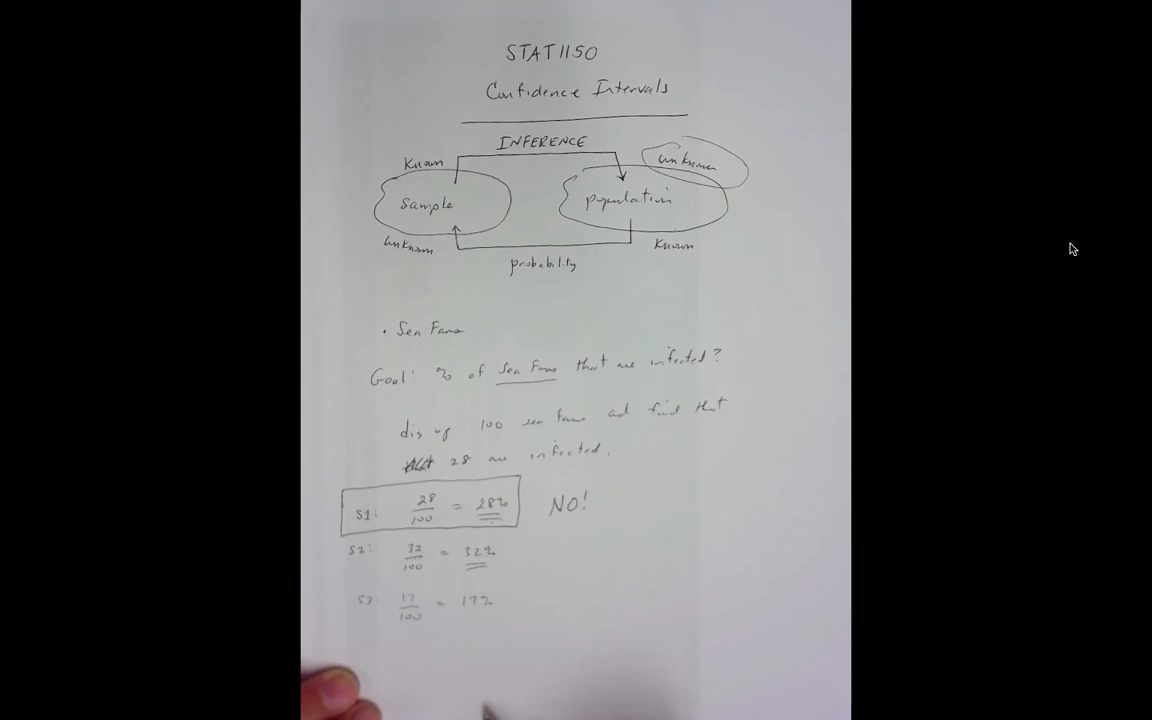 STAT 1150
Confidence Intervals
INFERENCE
Known
unknown
Sample
population
unknown
Known
probability
• Sea Fans
Goal: % of Sea Fans that are infected?
dig up 100 sea fans and find that
28 are infected.
S1: 28/100 = 28% NO!
S2: 32/100 = 32%
S3: 17/100 = 17%